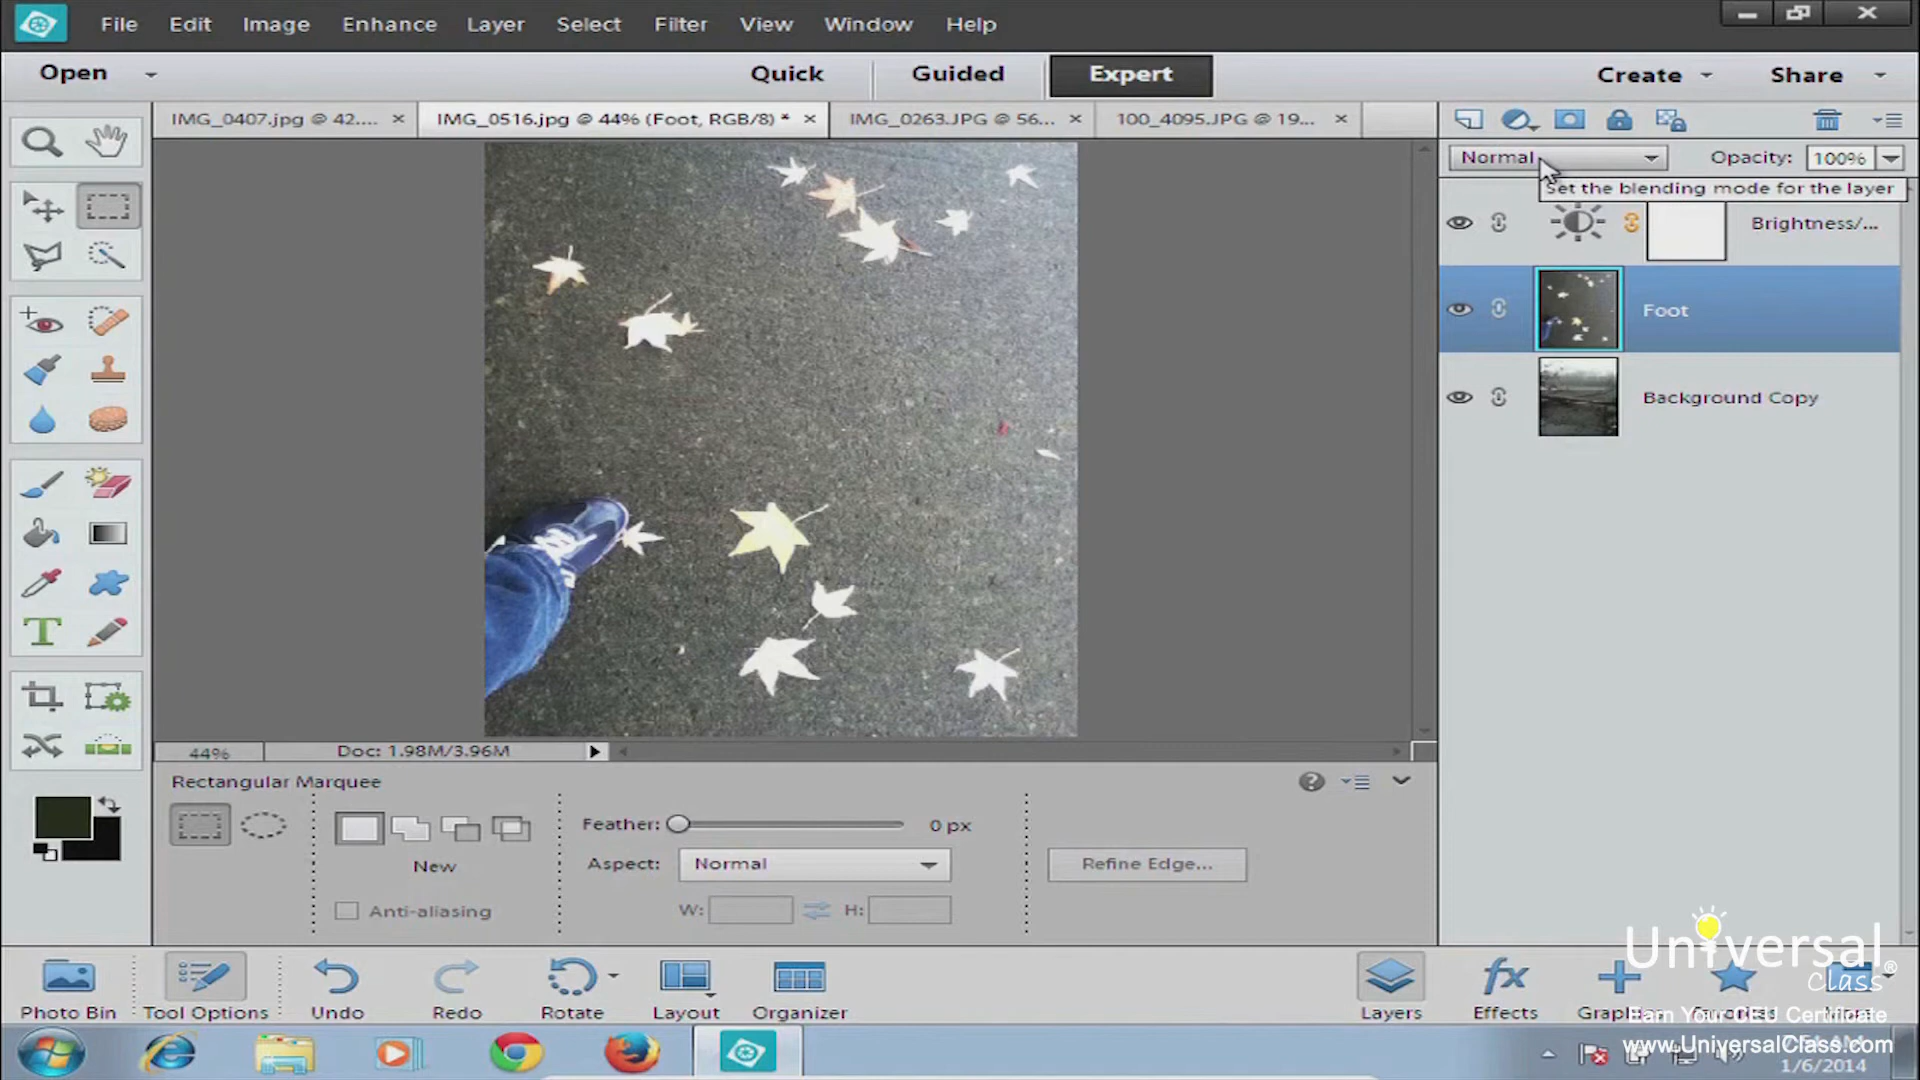 File Edit Image Enhance Layer Select Filter View Window Help
Open Quick Guided Expert Create Share
IMG_0407.jpg @ 42.... IMG_0516.jpg @ 44% (Foot, RGB/8) * IMG_0263.JPG @ 56... 100_4095.JPG @ 19...
Normal Opacity: 100%
Set the blending mode for the layer
Brightness/...
Foot
Background Copy
44% Doc: 1.98M/3.96M
Rectangular Marquee
Feather: 0 px
New Aspect: Normal Refine Edge...
Anti-aliasing W: H:
Universal
Class
Photo Bin Tool Options Undo Redo Rotate Layout Organizer Layers Effects
Earn Your CEU Certificate
www.UniversalClass.com
1/6/2014